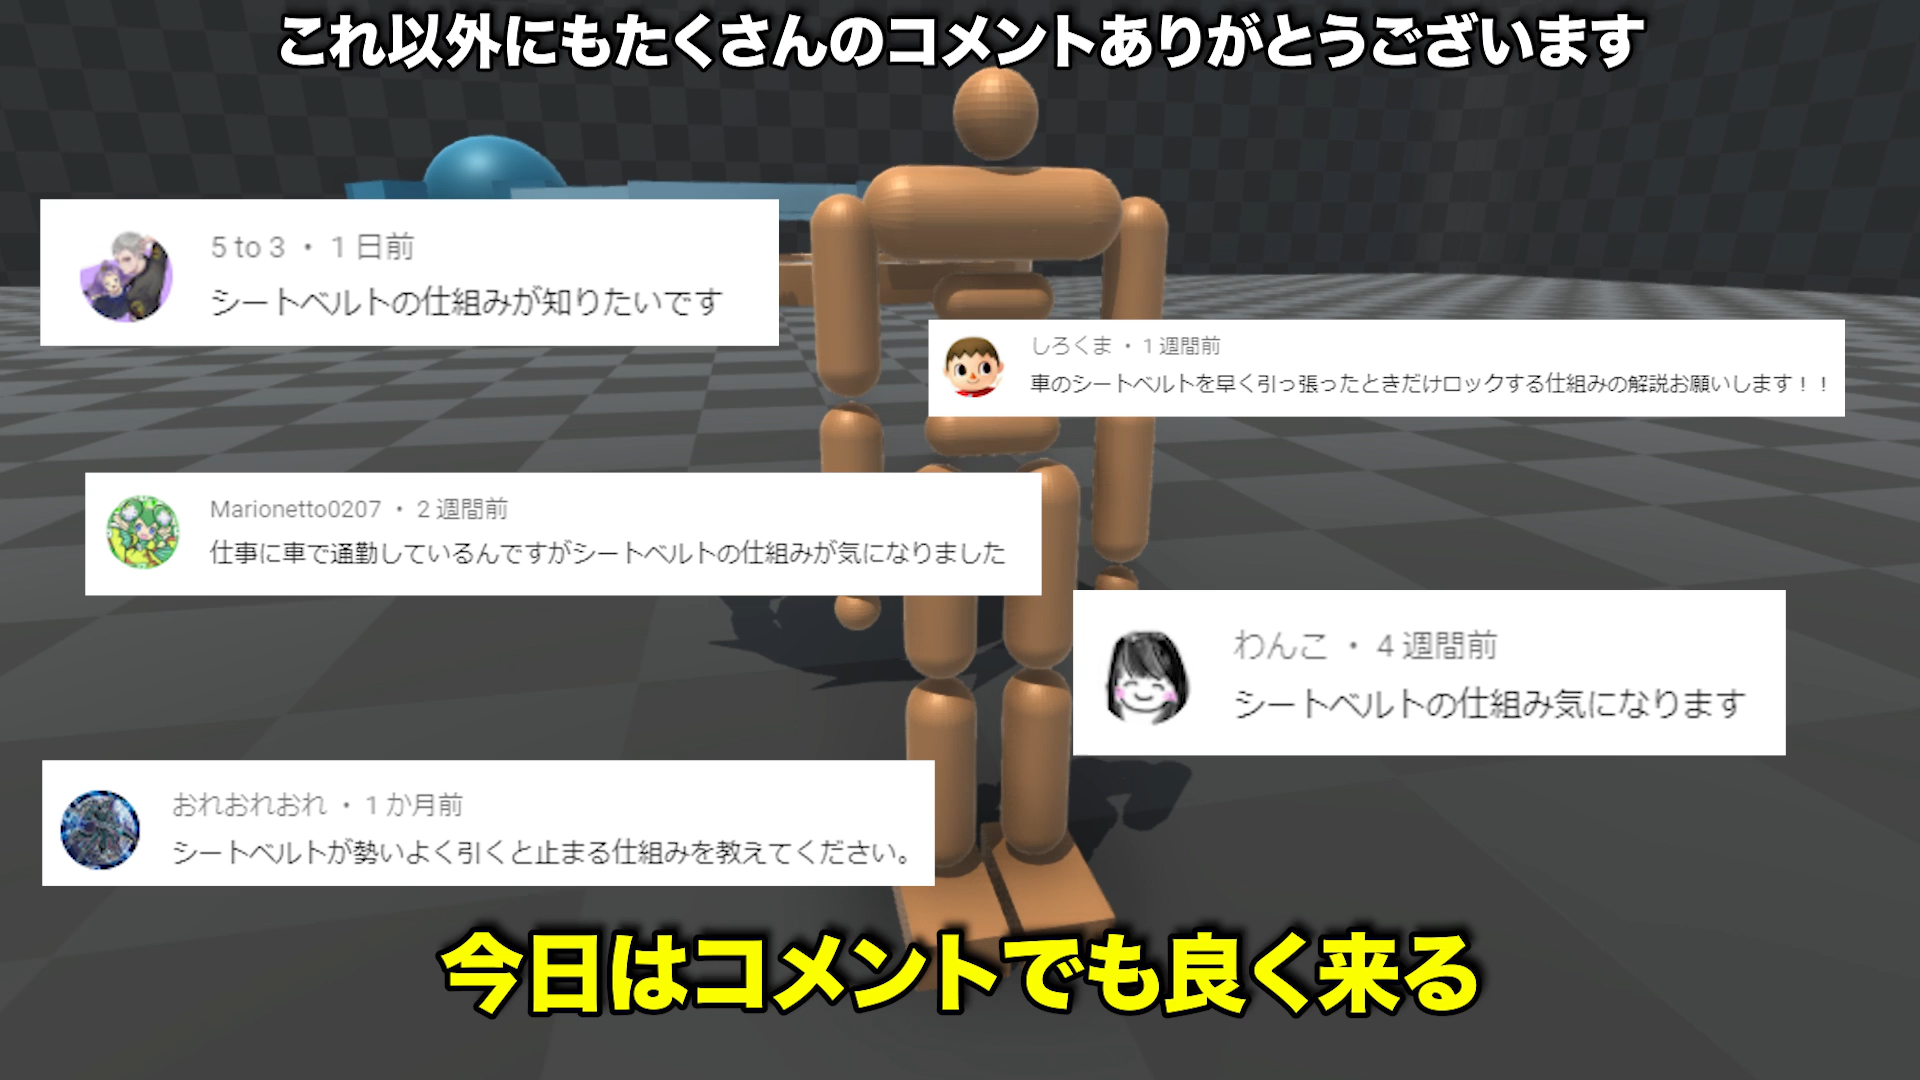 これ以外にもたくさんのコメントありがとうございます
5 to 3 ・ 1 日前
シートベルトの仕組みが知りたいです
しろくま ・ 1 週間前
車のシートベルトを早く引っ張ったときだけロックする仕組みの解説お願いします！！
Marionetto0207 ・ 2 週間前
仕事に車で通勤しているんですがシートベルトの仕組みが気になりました
わんこ ・ 4 週間前
シートベルトの仕組み気になります
おれおれおれ ・ 1 か月前
シートベルトが勢いよく引くと止まる仕組みを教えてください。
今日はコメントでも良く来る